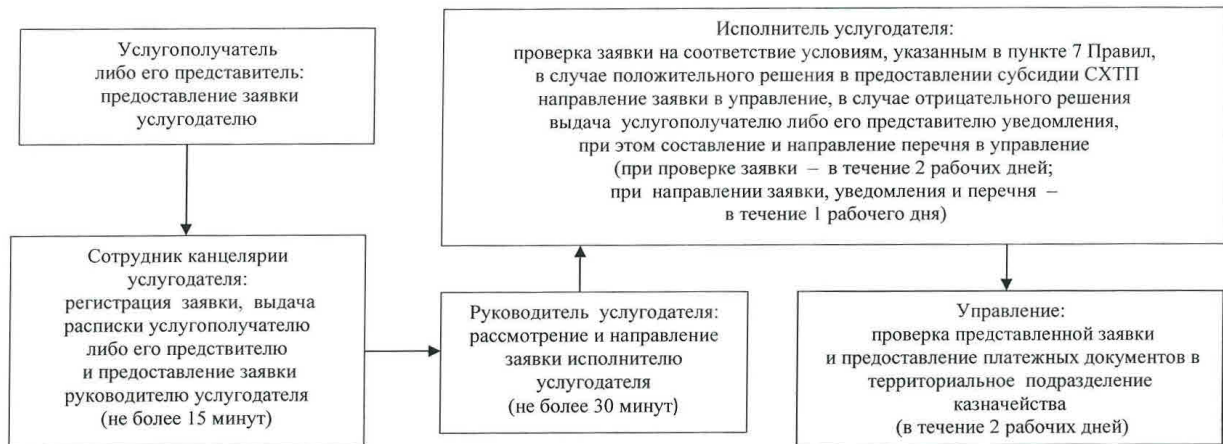 Услугополучатель
либо его представитель:
предоставление заявки
услугодателю
Сотрудник канцелярии
услугодателя:
регистрация заявки, выдача
расписки услугополучателю
либо его предствителю
и предоставление заявки
руководителю услугодателя
(не более 15 минут)
Руководитель услугодателя:
рассмотрение и направление
заявки исполнителю
услугодателя
(не более 30 минут)
Исполнитель услугодателя:
проверка заявки на соответствие условиям, указанным в пункте 7 Правил,
в случае положительного решения в предоставлении субсидии СХТП
направление заявки в управление, в случае отрицательного решения
выдача услугополучателю либо его представителю уведомления,
при этом составление и направление перечня в управление
(при проверке заявки – в течение 2 рабочих дней;
при направлении заявки, уведомления и перечня –
в течение 1 рабочего дня)
Управление:
проверка представленной заявки
и предоставление платежных документов в
территориальное подразделение
казначейства
(в течение 2 рабочих дней)